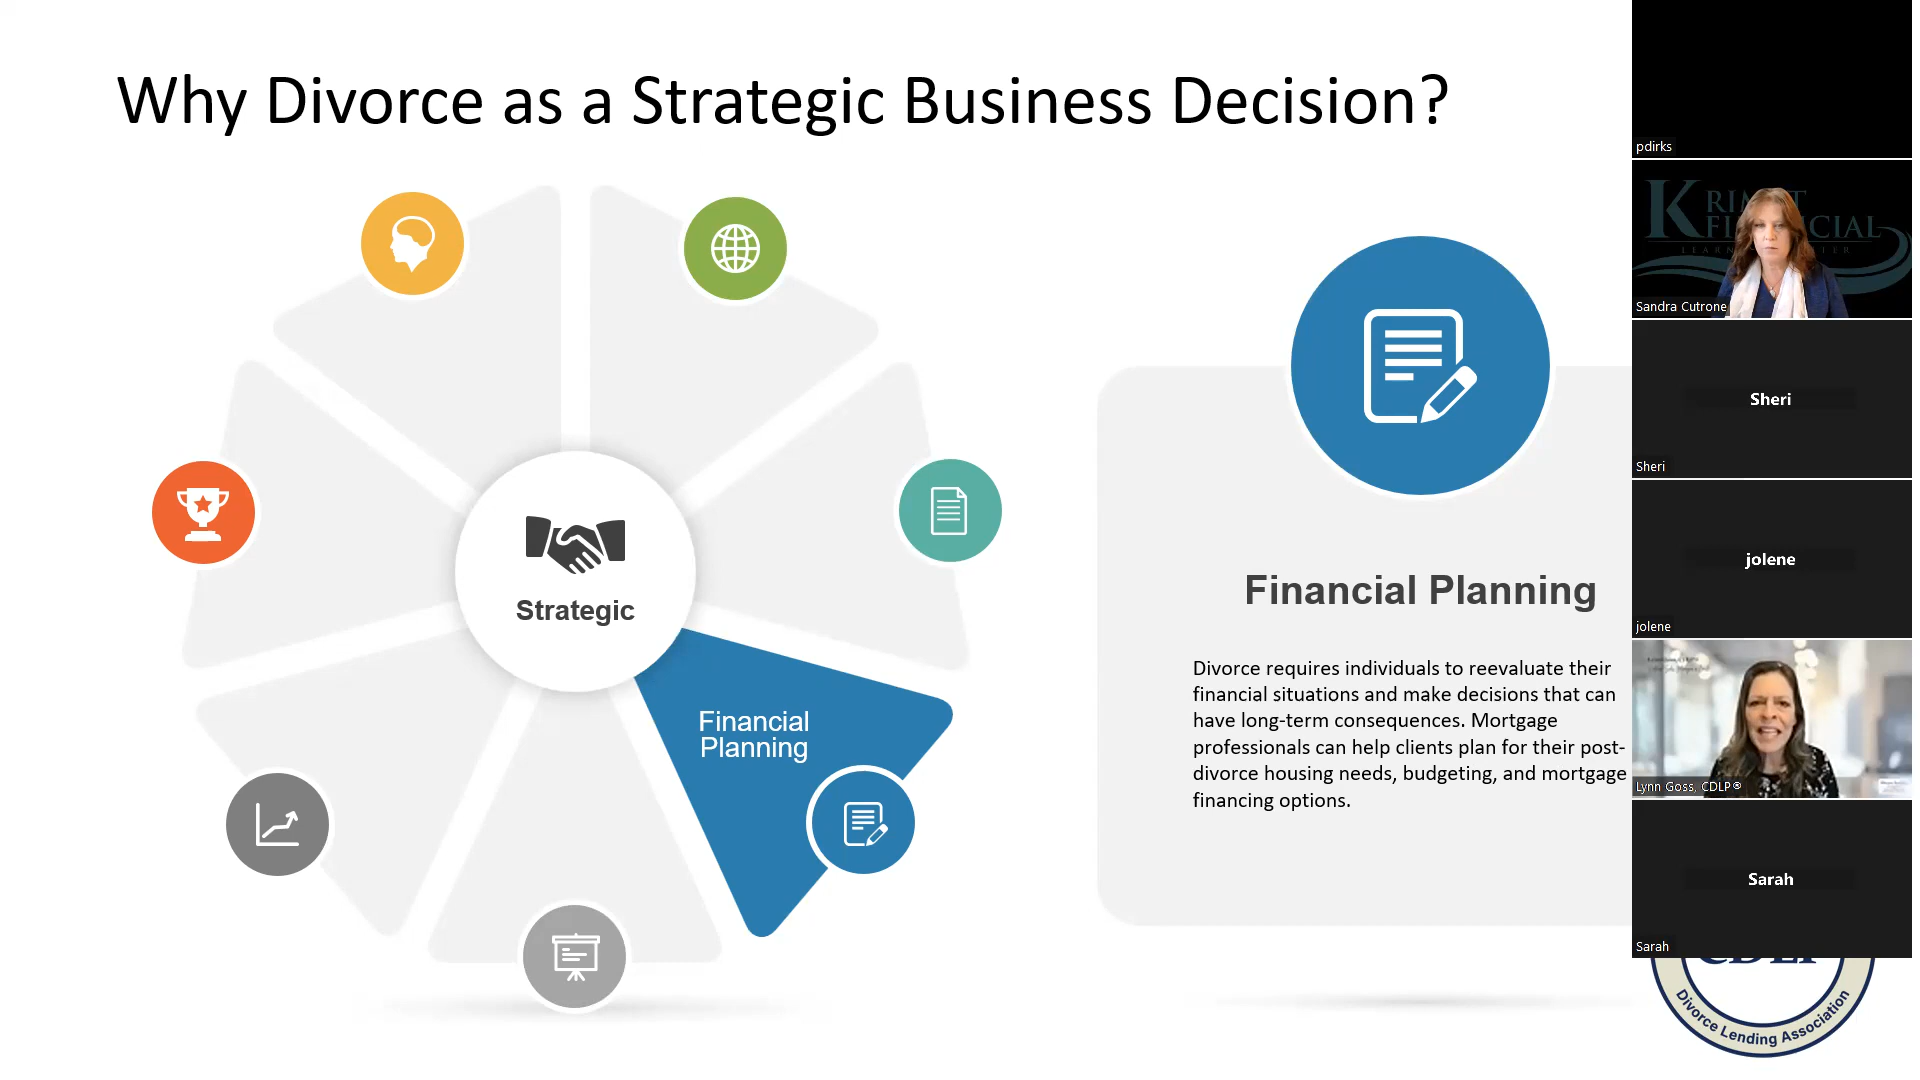 Why Divorce as a Strategic Business Decision?
Strategic
Financial
Planning
Financial Planning
Divorce requires individuals to reevaluate their
financial situations and make decisions that can
have long-term consequences. Mortgage
professionals can help clients plan for their post-
divorce housing needs, budgeting, and mortgage
financing options.
pdirks
Sandra Cutrone
Sheri
Sheri
jolene
jolene
Lynn Goss, CDLP®
Sarah
Sarah
Divorce Lending Association